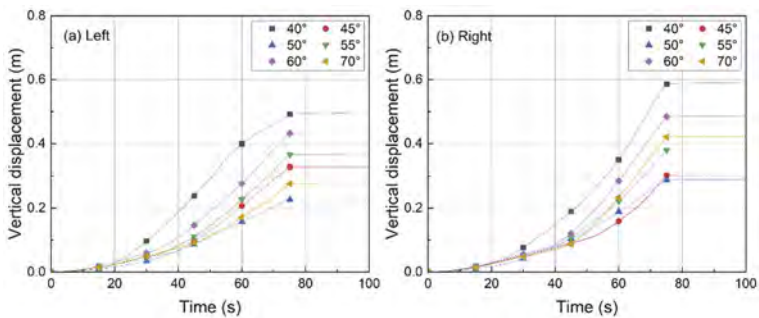 (a) Left
40° 45°
50° 55°
60° 70°
Vertical displacement (m)
0.8
0.6
0.4
0.2
0.0
0 20 40 60 80 100
Time (s)
(b) Right
40° 45°
50° 55°
60° 70°
Vertical displacement (m)
0.8
0.6
0.4
0.2
0.0
0 20 40 60 80 100
Time (s)